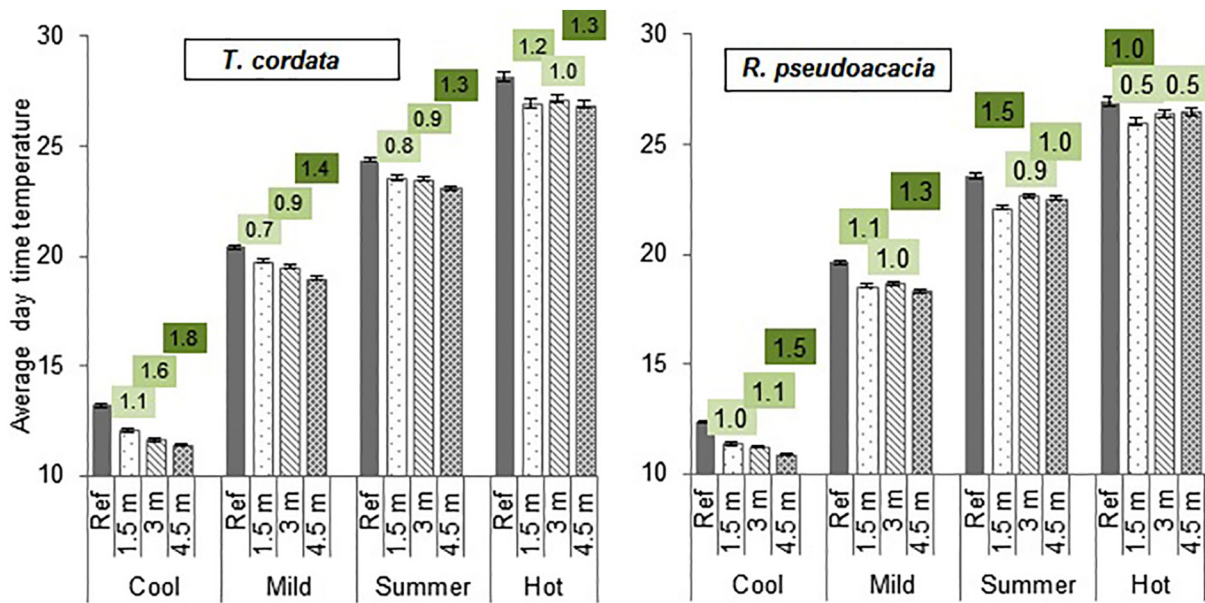 Average day time temperature
30
25
20
15
10
T. cordata
1.1
1.6
1.8
0.7
0.9
1.4
0.8
0.9
1.3
1.2
1.0
1.3
Ref
1.5 m
3 m
4.5 m
Ref
1.5 m
3 m
4.5 m
Ref
1.5 m
3 m
4.5 m
Ref
1.5 m
3 m
4.5 m
Cool Mild Summer Hot
30
25
20
15
10
R. pseudoacacia
1.0
1.1
1.5
1.1
1.0
1.3
1.5
0.9
1.0
1.0
0.5
0.5
Ref
1.5 m
3 m
4.5 m
Ref
1.5 m
3 m
4.5 m
Ref
1.5 m
3 m
4.5 m
Ref
1.5 m
3 m
4.5 m
Cool Mild Summer Hot